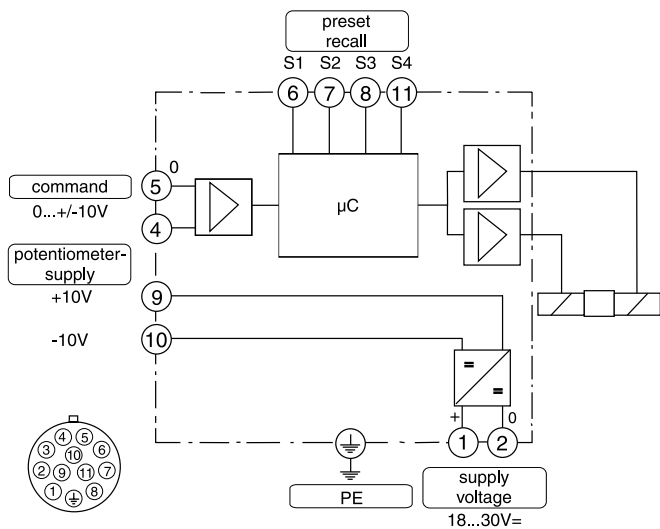 preset
recall
S1 S2 S3 S4
6 7 8 11
5 0
command
0...+/-10V
4
µC
potentiometer-
supply
+10V
9
-10V
10
=
=
+ 0
1 2
PE
supply
voltage
18...30V=
4 5
3 10 6
2 9 11 7
1 8